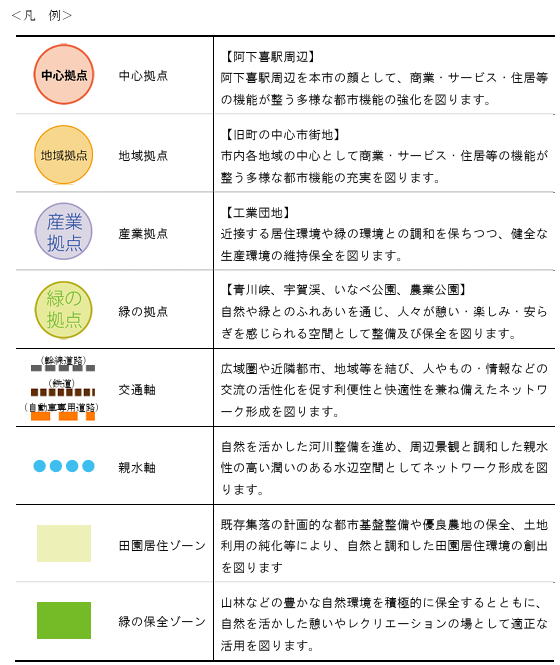 ＜凡　例＞
中心拠点
中心拠点
【阿下喜駅周辺】
阿下喜駅周辺を本市の顔として、商業・サービス・住居等
の機能が整う多様な都市機能の強化を図ります。
地域拠点
地域拠点
【旧町の中心市街地】
市内各地域の中心として商業・サービス・住居等の機能が
整う多様な都市機能の充実を図ります。
産業
拠点
産業拠点
【工業団地】
近接する居住環境や緑の環境との調和を保ちつつ、健全な
生産環境の維持保全を図ります。
緑の
拠点
緑の拠点
【青川峡、宇賀渓、いなべ公園、農業公園】
自然や緑とのふれあいを通じ、人々が憩い・楽しみ・安ら
ぎを感じられる空間として整備及び保全を図ります。
（幹線道路）
（鉄道）
（自動車専用道路）
交通軸
広域圏や近隣都市、地域等を結び、人やもの・情報などの
交流の活性化を促す利便性と快適性を兼ね備えたネットワ
ーク形成を図ります。
親水軸
自然を活かした河川整備を進め、周辺景観と調和した親水
性の高い潤いのある水辺空間としてネットワーク形成を図
ります。
田園居住ゾーン
既存集落の計画的な都市基盤整備や優良農地の保全、土地
利用の純化等により、自然と調和した田園居住環境の創出
を図ります
緑の保全ゾーン
山林などの豊かな自然環境を積極的に保全するとともに、
自然を活かした憩いやレクリエーションの場として適正な
活用を図ります。